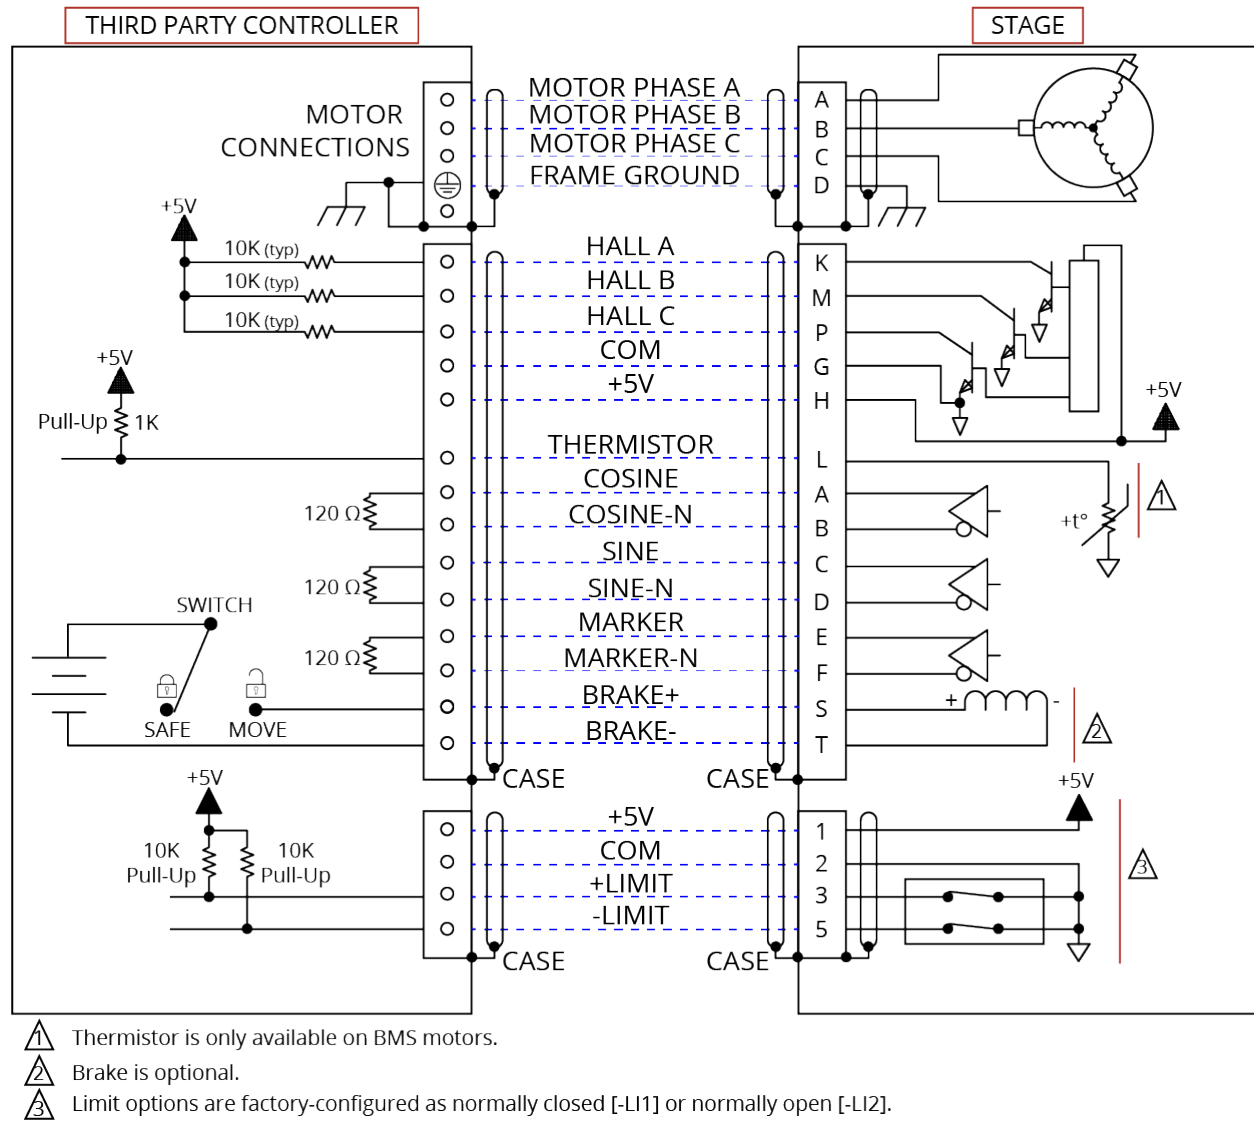 THIRD PARTY CONTROLLER
STAGE
MOTOR
CONNECTIONS
MOTOR PHASE A
MOTOR PHASE B
MOTOR PHASE C
FRAME GROUND
A
B
C
D
+5V
10K (typ)
10K (typ)
10K (typ)
HALL A
HALL B
HALL C
COM
+5V
K
M
P
G
H
+5V
+5V
Pull-Up
1K
THERMISTOR
L
COSINE
A
120 Ω
COSINE-N
B
+t°
1
SINE
C
120 Ω
SINE-N
D
SWITCH
MARKER
E
120 Ω
MARKER-N
F
BRAKE+
S
+
-
SAFE
MOVE
BRAKE-
T
2
CASE
CASE
+5V
10K
Pull-Up
10K
Pull-Up
+5V
COM
+LIMIT
-LIMIT
1
2
3
5
+5V
3
CASE
CASE
1 Thermistor is only available on BMS motors.
2 Brake is optional.
3 Limit options are factory-configured as normally closed [-LI1] or normally open [-LI2].